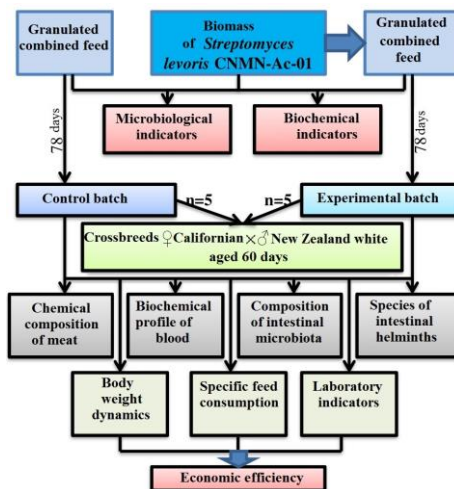 Granulated
combined feed
Biomass
of Streptomyces
levoris CNMN-Ac-01
Granulated
combined
feed
Microbiological
indicators
Biochemical
indicators
78 days
78 days
Control batch
n=5
n=5
Experimental batch
Crossbreeds ♀Californian×♂New Zealand white
aged 60 days
Chemical
composition
of meat
Biochemical
profile of
blood
Composition
of intestinal
microbiota
Species of
intestinal
helminths
Body
weight
dynamics
Specific feed
consumption
Laboratory
indicators
Economic efficiency